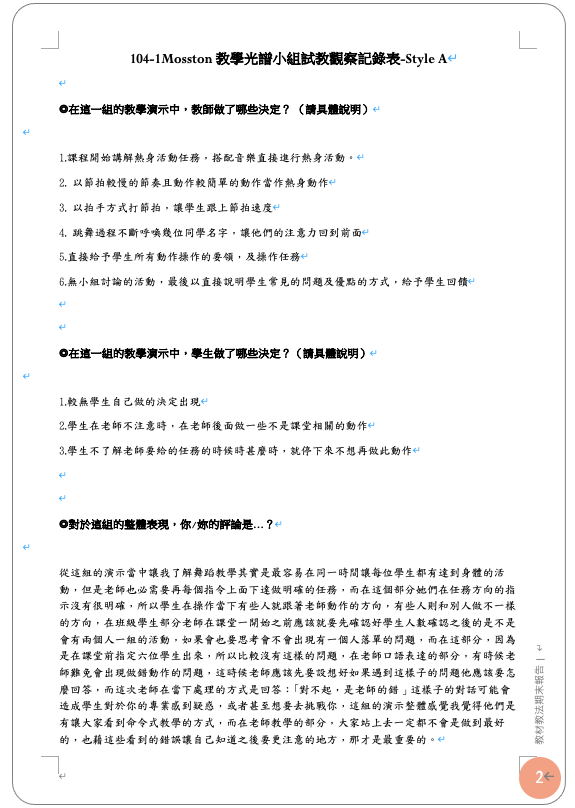 104-1Mosston 教學光譜小組試教觀察記錄表-Style A
◎在這一組的教學演示中，教師做了哪些決定？（請具體說明）
1.課程開始講解熱身活動任務，搭配音樂直接進行熱身活動。
2. 以節拍較慢的節奏且動作較簡單的動作當作熱身動作
3. 以拍手方式打節拍，讓學生跟上節拍速度
4. 跳舞過程不斷呼喚幾位同學名字，讓他們的注意力回到前面
5.直接給予學生所有動作操作的要領，及操作任務
6.無小組討論的活動，最後以直接說明學生常見的問題及優點的方式，給予學生回饋
◎在這一組的教學演示中，學生做了哪些決定？（請具體說明）
1.較無學生自己做的決定出現
2.學生在老師不注意時，在老師後面做一些不是課堂相關的動作
3.學生不了解老師要給的任務的時候時甚麼時，就停下來不想再做此動作
◎對於這組的整體表現，你/妳的評論是…？
從這組的演示當中讓我了解舞蹈教學其實是最容易在同一時間讓每位學生都有達到身體的活
動，但是老師也必需要再每個指令上面下達做明確的任務，而在這個部分她們在任務方向的指
示沒有很明確，所以學生在操作當下有些人就跟著老師動作的方向，有些人則和別人做不一樣
的方向，在班級學生部分老師在課堂一開始之前應該就要先確認好學生人數確認之後的是不是
會有兩個人一組的活動，如果會也要思考會不會出現有一個人落單的問題，而在這部分，因為
是在課堂前指定六位學生出來，所以比較沒有這樣的問題，在老師口語表達的部分，有時候老
師難免會出現做錯動作的問題，這時候老師應該先要設想好如果遇到這樣子的問題他應該要怎
麼回答，而這次老師在當下處理的方式是回答：「對不起，是老師的錯」這樣子的對話可能會
造成學生對於你的專業感到疑惑，或者甚至想要去挑戰你，這組的演示整體感覺我覺得他們是
有讓大家看到命令式教學的方式，而在老師教學的部分，大家站上去一定都不會是做到最好
的，也藉這些看到的錯誤讓自己知道之後要更注意的地方，那才是最重要的。
教材教法期末報告 |
2